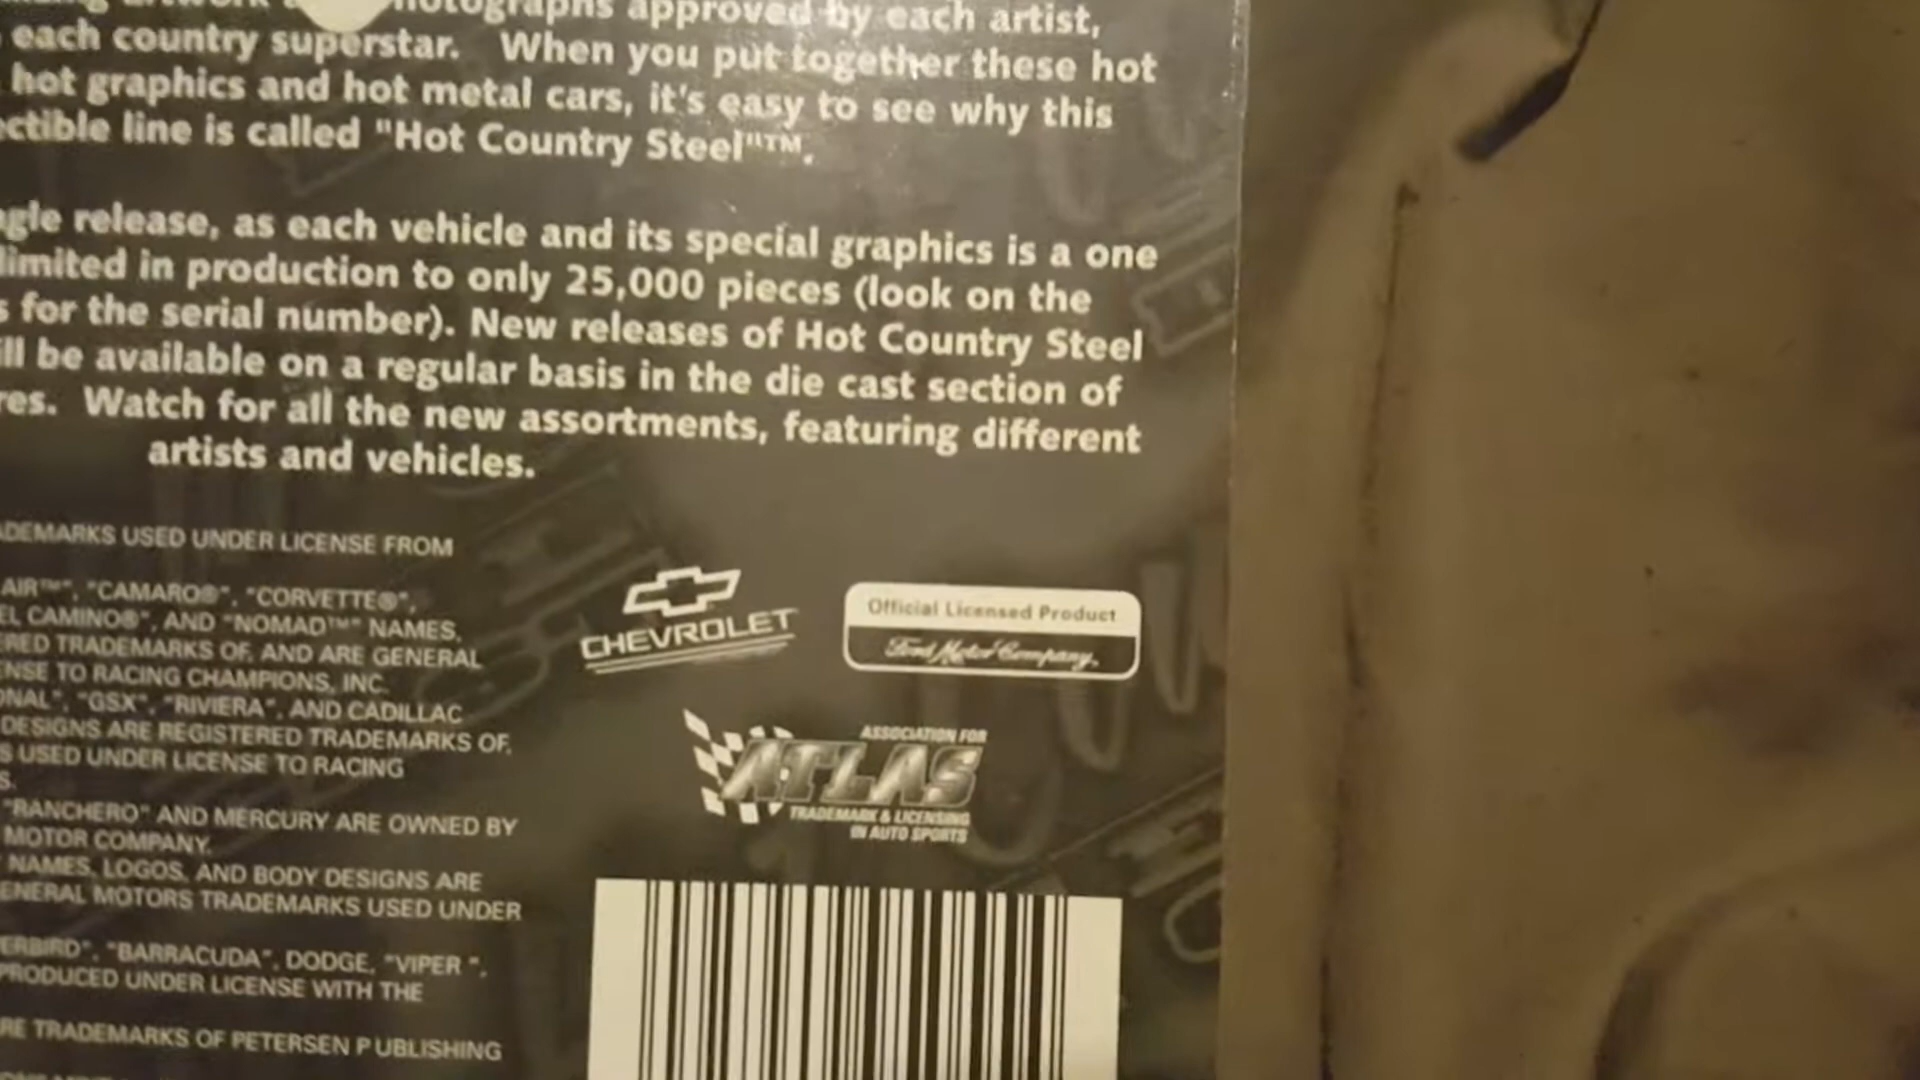 photographs approved by each artist,
each country superstar. When you put together these hot
hot graphics and hot metal cars, it's easy to see why this
line is called "Hot Country Steel"™.
release, as each vehicle and its special graphics is a one
limited in production to only 25,000 pieces (look on the
for the serial number). New releases of Hot Country Steel
be available on a regular basis in the die cast section of
Watch for all the new assortments, featuring different
artists and vehicles.
USED UNDER LICENSE FROM
AIR™", "CAMARO®", "CORVETTE®",
EL CAMINO®", AND "NOMAD™" NAMES,
TRADEMARKS OF, AND ARE GENERAL
TO RACING CHAMPIONS, INC.
"GSX", "RIVIERA", AND CADILLAC
DESIGNS ARE REGISTERED TRADEMARKS OF,
USED UNDER LICENSE TO RACING
"RANCHERO" AND MERCURY ARE OWNED BY
MOTOR COMPANY.
NAMES, LOGOS, AND BODY DESIGNS ARE
MOTORS TRADEMARKS USED UNDER
"BARRACUDA", DODGE, "VIPER ",
PRODUCED UNDER LICENSE WITH THE
TRADEMARKS OF PETERSEN PUBLISHING
CHEVROLET
Official Licensed Product
Ford Motor Company,
ASSOCIATION FOR
ATLAS
TRADEMARK & LICENSING
IN AUTO SPORTS